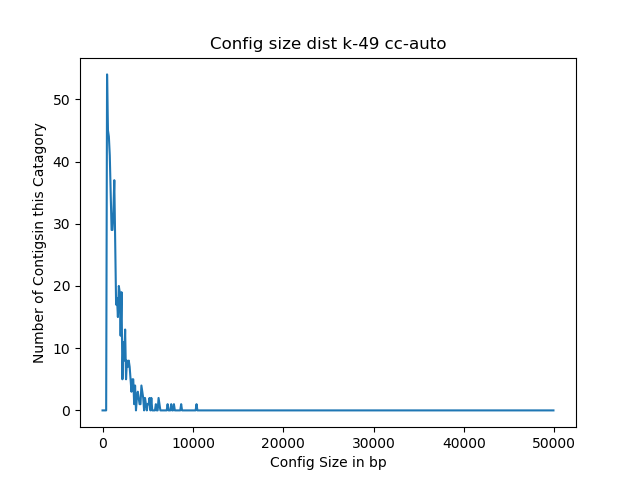 Config size dist k-49 cc-auto
Number of Contigsin this Catagory
50
40
30
20
10
0
0 10000 20000 30000 40000 50000
Config Size in bp